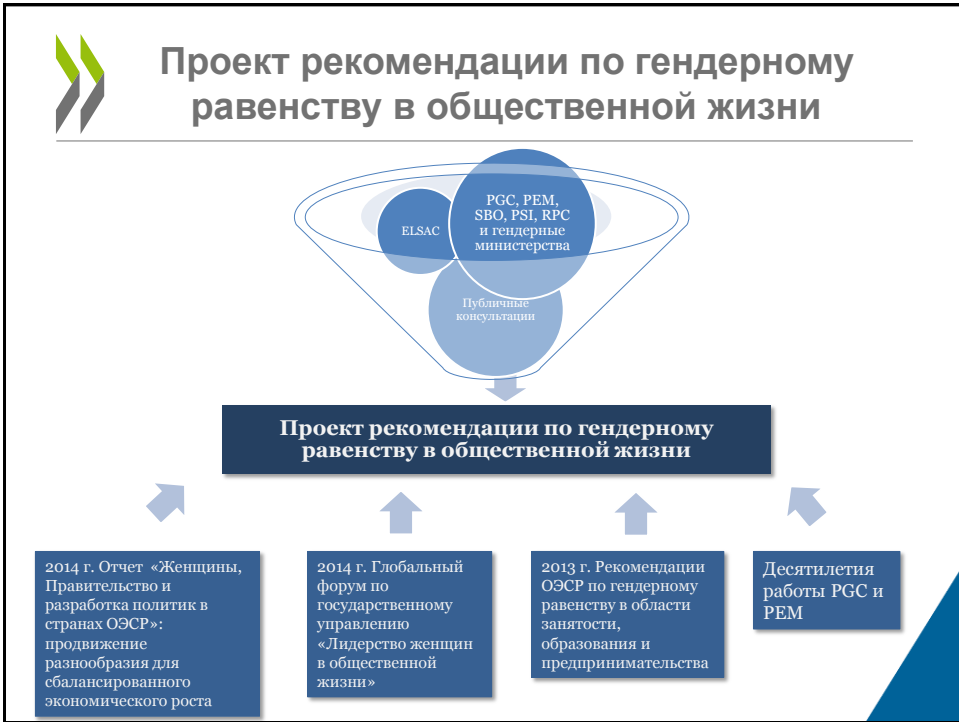 Проект рекомендации по гендерному
равенству в общественной жизни
PGC, PEM,
SBO, PSI, RPC
и гендерные
министерства
ELSAC
Публичные
консультации
Проект рекомендации по гендерному
равенству в общественной жизни
2014 г. Отчет «Женщины,
Правительство и
разработка политик в
странах ОЭСР»:
продвижение
разнообразия для
сбалансированного
экономического роста
2014 г. Глобальный
форум по
государственному
управлению
«Лидерство женщин
в общественной
жизни»
2013 г. Рекомендации
ОЭСР по гендерному
равенству в области
занятости,
образования и
предпринимательства
Десятилетия
работы PGC и
PEM